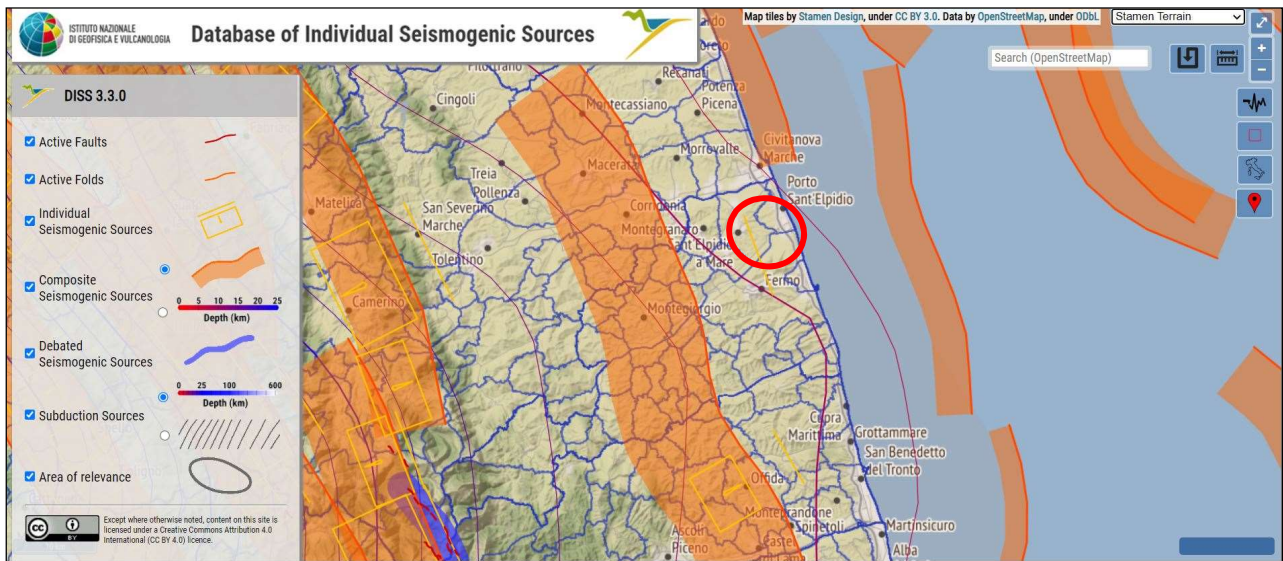 ISTITUTO NAZIONALE
DI GEOFISICA E VULCANOLOGIA
Database of Individual Seismogenic Sources
Map tiles by Stamen Design, under CC BY 3.0. Data by OpenStreetMap, under ODbL
Stamen Terrain
Search (OpenStreetMap)
+
−
DISS 3.3.0
Active Faults
Active Folds
Individual
Seismogenic Sources
Composite
Seismogenic Sources
0 5 10 15 20 25
Depth (km)
Debated
Seismogenic Sources
0 25 100 600
Depth (km)
Subduction Sources
Area of relevance
cc
BY
Except where otherwise noted, content on this site is
licensed under a Creative Commons Attribution 4.0
International (CC BY 4.0) licence.
Recanati
Potenza
Picena
Cingoli
Montecassiano
Civitanova
Marche
Morrovalle
Treia
Macerata
Pollenza
Porto
Sant'Elpidio
Matelica
San Severino
Marche
Corridonia
Montegranaro
Sant'Elpidio
a Mare
Tolentino
Fermo
Camerino
Montegiorgio
Cupra
Marittima
Grottammare
San Benedetto
del Tronto
Offida
Monteprandone
Spinetoli
Martinsicuro
Ascoli
Piceno
Alba